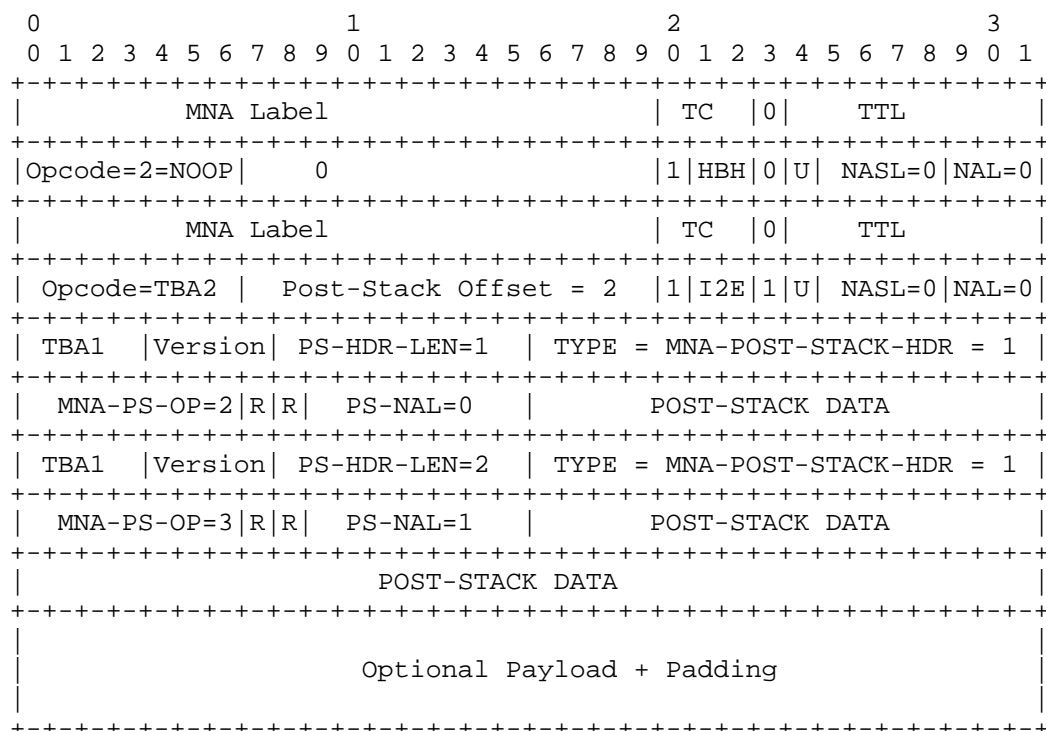 0                   1                   2                   3
 0 1 2 3 4 5 6 7 8 9 0 1 2 3 4 5 6 7 8 9 0 1 2 3 4 5 6 7 8 9 0 1
+-+-+-+-+-+-+-+-+-+-+-+-+-+-+-+-+-+-+-+-+-+-+-+-+-+-+-+-+-+-+-+-+
|          MNA Label                    | TC  |0|    TTL        |
+-+-+-+-+-+-+-+-+-+-+-+-+-+-+-+-+-+-+-+-+-+-+-+-+-+-+-+-+-+-+-+-+
|Opcode=2=NOOP|    0                    |1|HBH|0|U| NASL=0|NAL=0|
+-+-+-+-+-+-+-+-+-+-+-+-+-+-+-+-+-+-+-+-+-+-+-+-+-+-+-+-+-+-+-+-+
|          MNA Label                    | TC  |0|    TTL        |
+-+-+-+-+-+-+-+-+-+-+-+-+-+-+-+-+-+-+-+-+-+-+-+-+-+-+-+-+-+-+-+-+
| Opcode=TBA2 |  Post-Stack Offset = 2  |1|I2E|1|U| NASL=0|NAL=0|
+-+-+-+-+-+-+-+-+-+-+-+-+-+-+-+-+-+-+-+-+-+-+-+-+-+-+-+-+-+-+-+-+
| TBA1  |Version| PS-HDR-LEN=1  | TYPE = MNA-POST-STACK-HDR = 1 |
+-+-+-+-+-+-+-+-+-+-+-+-+-+-+-+-+-+-+-+-+-+-+-+-+-+-+-+-+-+-+-+-+
|  MNA-PS-OP=2|R|R|  PS-NAL=0   |       POST-STACK DATA         |
+-+-+-+-+-+-+-+-+-+-+-+-+-+-+-+-+-+-+-+-+-+-+-+-+-+-+-+-+-+-+-+-+
| TBA1  |Version| PS-HDR-LEN=2  | TYPE = MNA-POST-STACK-HDR = 1 |
+-+-+-+-+-+-+-+-+-+-+-+-+-+-+-+-+-+-+-+-+-+-+-+-+-+-+-+-+-+-+-+-+
|  MNA-PS-OP=3|R|R|  PS-NAL=1   |       POST-STACK DATA         |
+-+-+-+-+-+-+-+-+-+-+-+-+-+-+-+-+-+-+-+-+-+-+-+-+-+-+-+-+-+-+-+-+
|                      POST-STACK DATA                          |
+-+-+-+-+-+-+-+-+-+-+-+-+-+-+-+-+-+-+-+-+-+-+-+-+-+-+-+-+-+-+-+-+
|                                                               |
|                     Optional Payload + Padding                |
|                                                               |
+-+-+-+-+-+-+-+-+-+-+-+-+-+-+-+-+-+-+-+-+-+-+-+-+-+-+-+-+-+-+-+-+